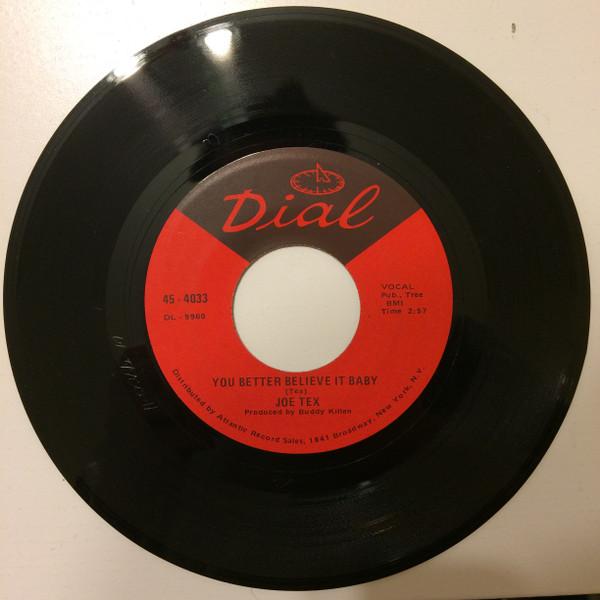 Dial
45-4033
DL-9960
VOCAL
Pub., Tree
BMI
Time 2:57
YOU BETTER BELIEVE IT BABY
(Tex)
JOE TEX
Produced by Buddy Killen
Distributed by Atlantic Record Sales, 1841 Broadway, New York, N.Y.